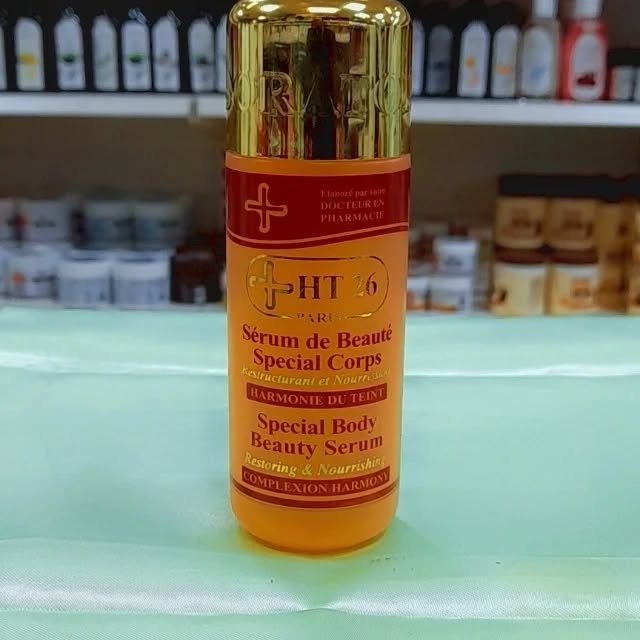 Elaboré par votre
DOCTEUR EN
PHARMACIE
HT 26
PARIS
Sérum de Beauté
Special Corps
Restructurant et Nourrissant
HARMONIE DU TEINT
Special Body
Beauty Serum
Restoring & Nourishing
COMPLEXION HARMONY